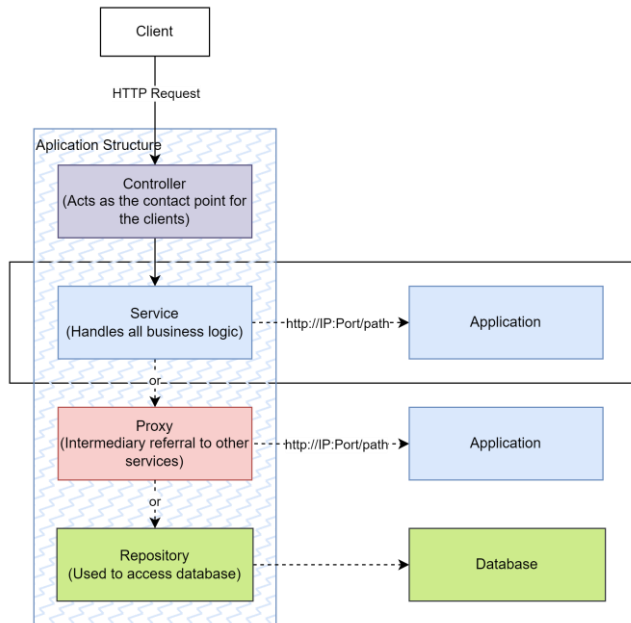 Client
HTTP Request
Aplication Structure
Controller
(Acts as the contact point for
the clients)
Service
(Handles all business logic)
http://IP:Port/path
Application
or
Proxy
(Intermediary referral to other
services)
http://IP:Port/path
Application
or
Repository
(Used to access database)
Database